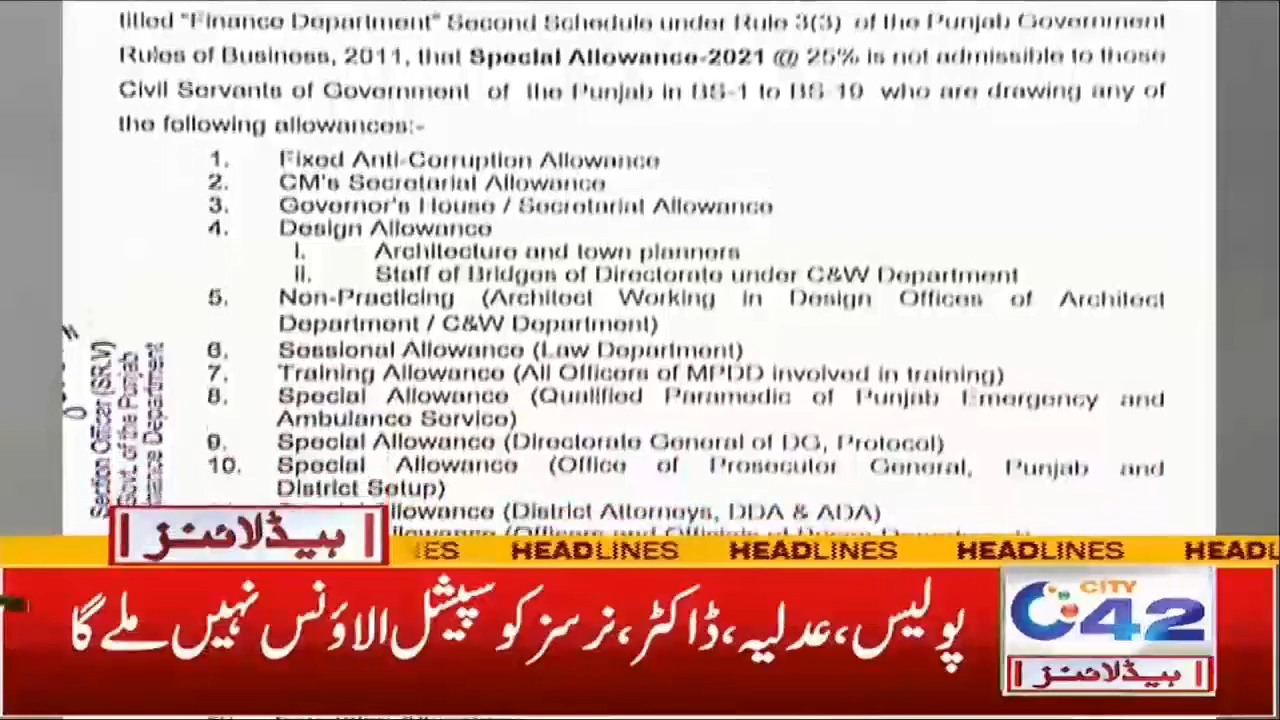 titled "Finance Department" Second Schedule under Rule 3(3) of the Punjab Government
Rules of Business, 2011, that Special Allowance-2021 @ 25% is not admissible to those
Civil Servants of Government of the Punjab in BS-1 to BS-19 who are drawing any of
the following allowances:-
1. Fixed Anti-Corruption Allowance
2. CM's Secretarial Allowance
3. Governor's House / Secretarial Allowance
4. Design Allowance
i. Architecture and town planners
ii. Staff of Bridges of Directorate under C&W Department
5. Non-Practicing (Architect Working in Design Offices of Architect
Department / C&W Department)
6. Sessional Allowance (Law Department)
7. Training Allowance (All Officers of MPDD involved in training)
8. Special Allowance (Qualified Paramedic of Punjab Emergency and
Ambulance Service)
9. Special Allowance (Directorate General of DG, Protocol)
10. Special Allowance (Office of Prosecutor General, Punjab and
District Setup)
Allowance (District Attorneys, DDA & ADA)
Section Officer (SR.V)
Govt. of the Punjab
Department
ہیڈلائنز
HEADLINES HEADLINES HEADLINES
پولیس،عدلیہ،ڈاکٹر،نرسز کو سپیشل الاؤنس نہیں ملے گا
CITY
42
ہیڈلائنز